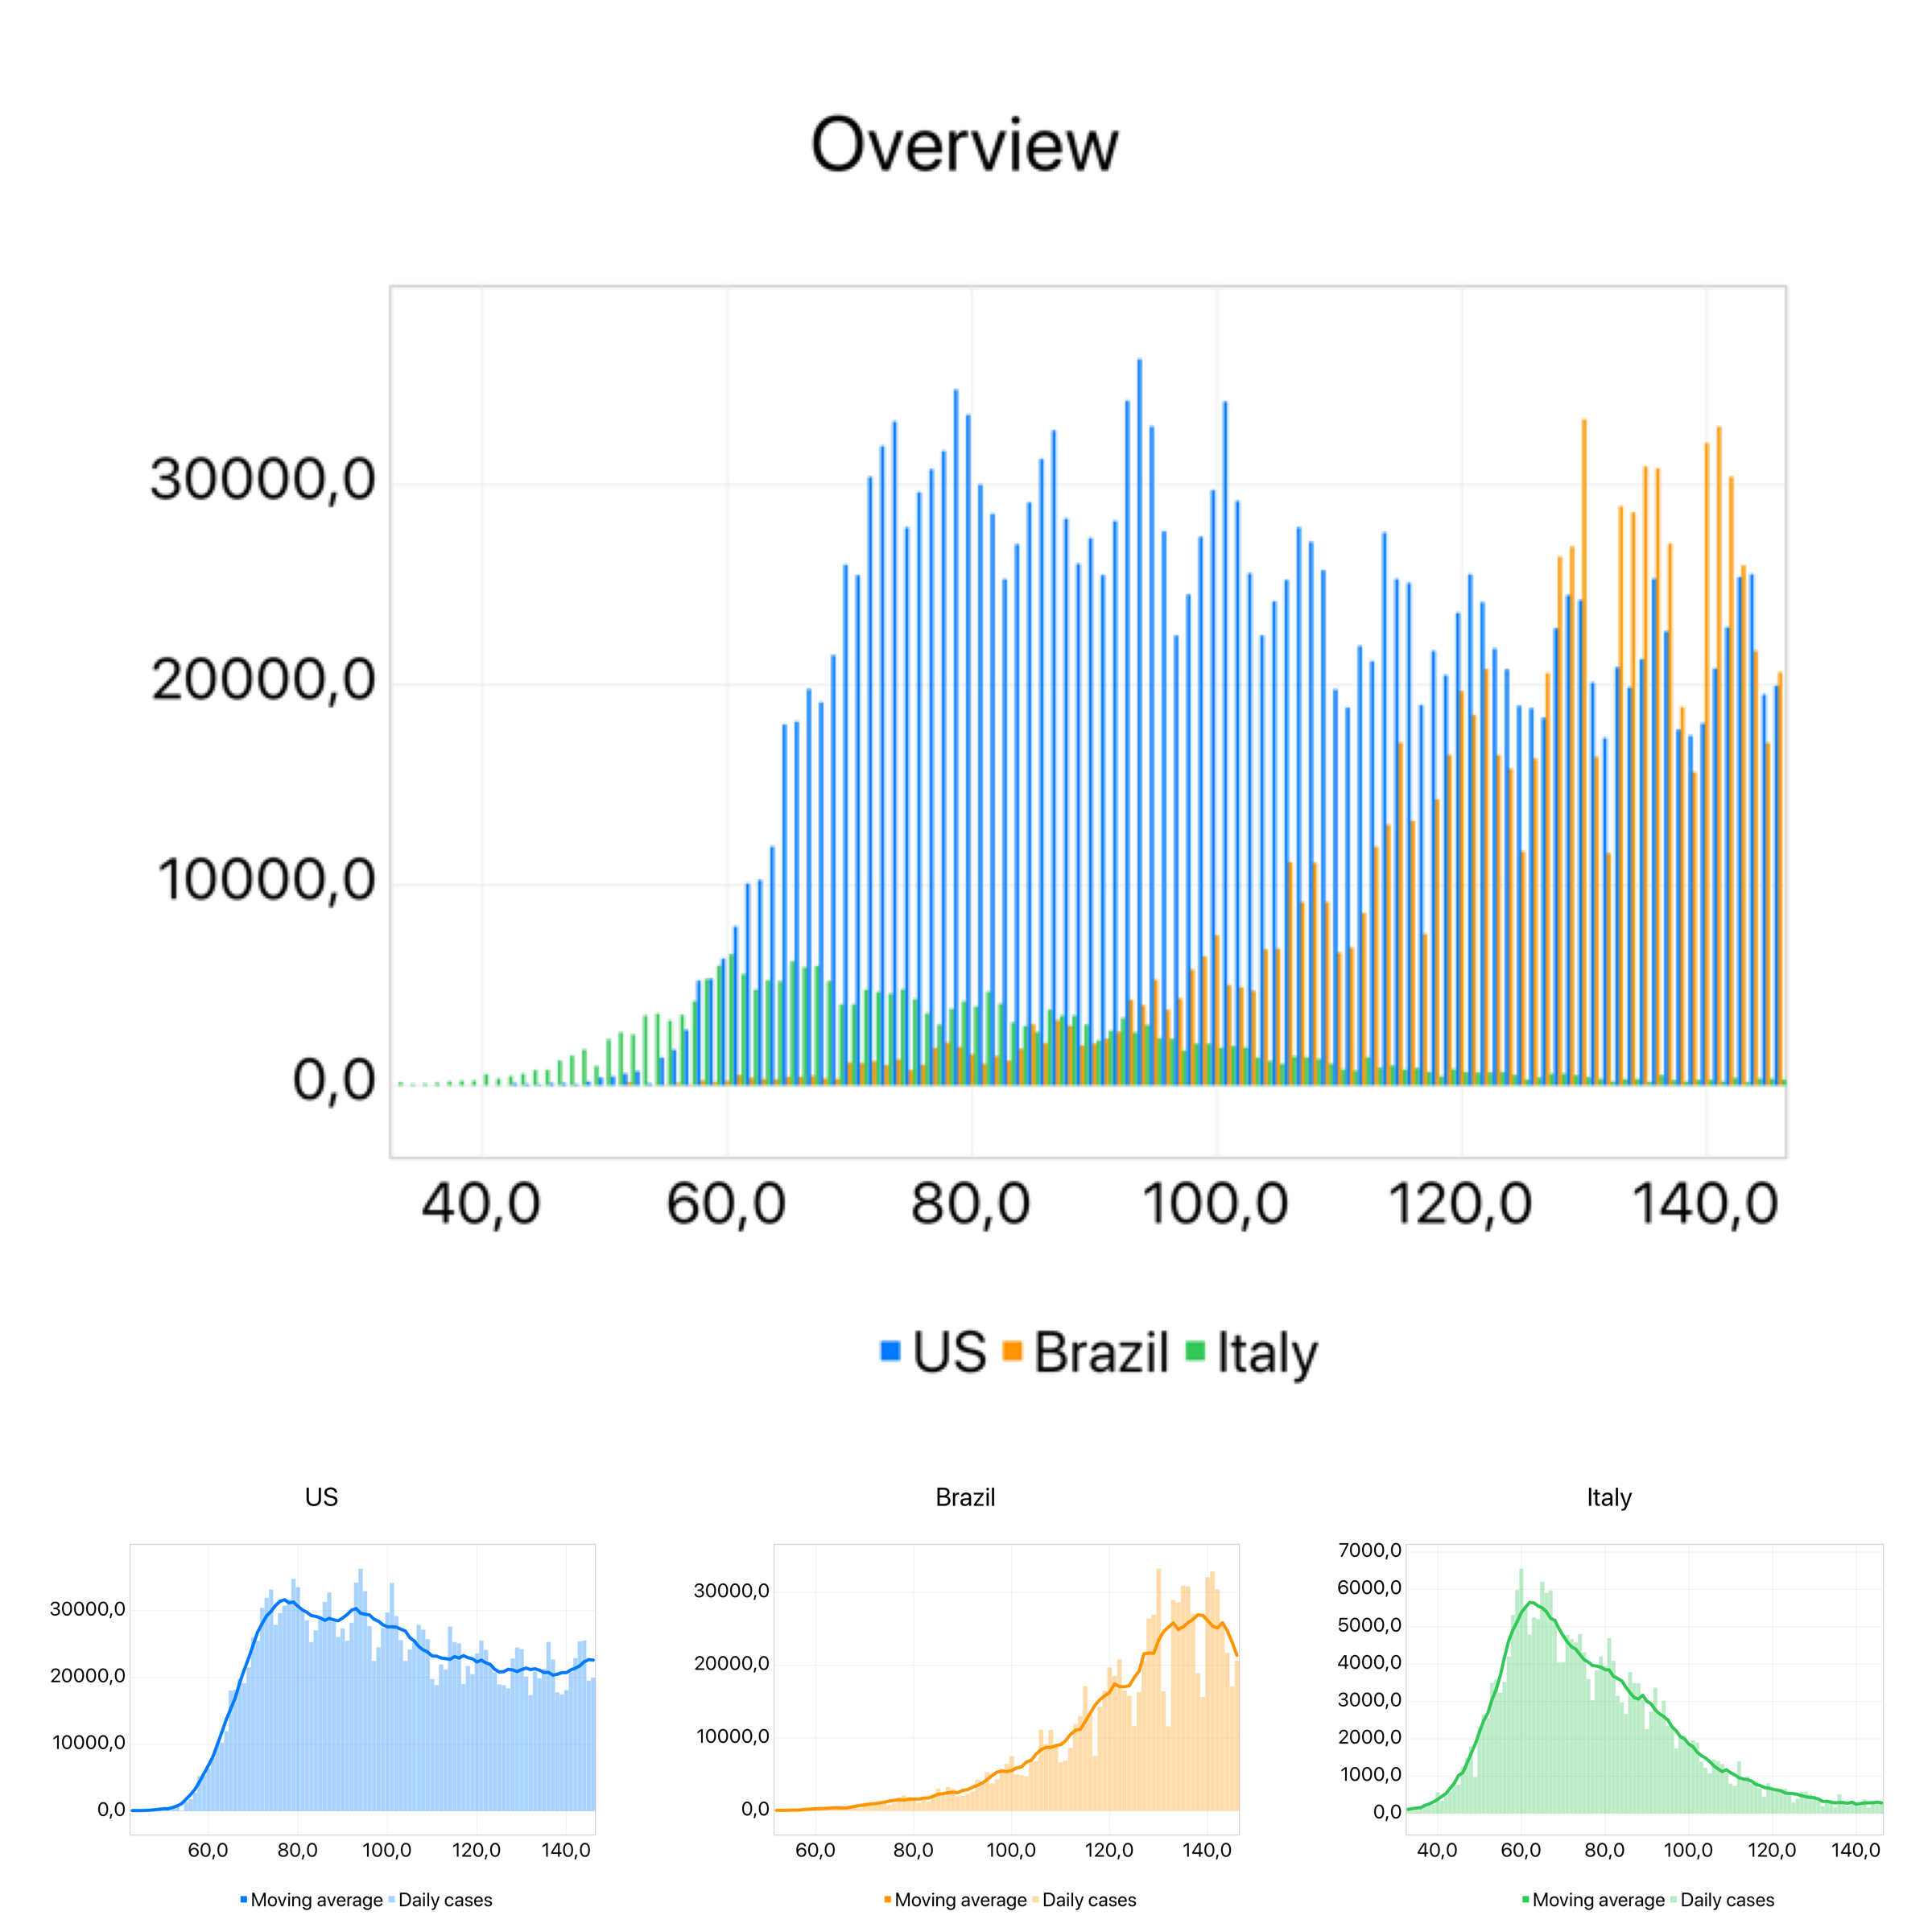 Overview
30000,0
20000,0
10000,0
0,0
40,0 60,0 80,0 100,0 120,0 140,0
US Brazil Italy
US
30000,0
20000,0
10000,0
0,0
60,0 80,0 100,0 120,0 140,0
Moving average Daily cases
Brazil
30000,0
20000,0
10000,0
0,0
60,0 80,0 100,0 120,0 140,0
Moving average Daily cases
Italy
7000,0
6000,0
5000,0
4000,0
3000,0
2000,0
1000,0
0,0
40,0 60,0 80,0 100,0 120,0 140,0
Moving average Daily cases